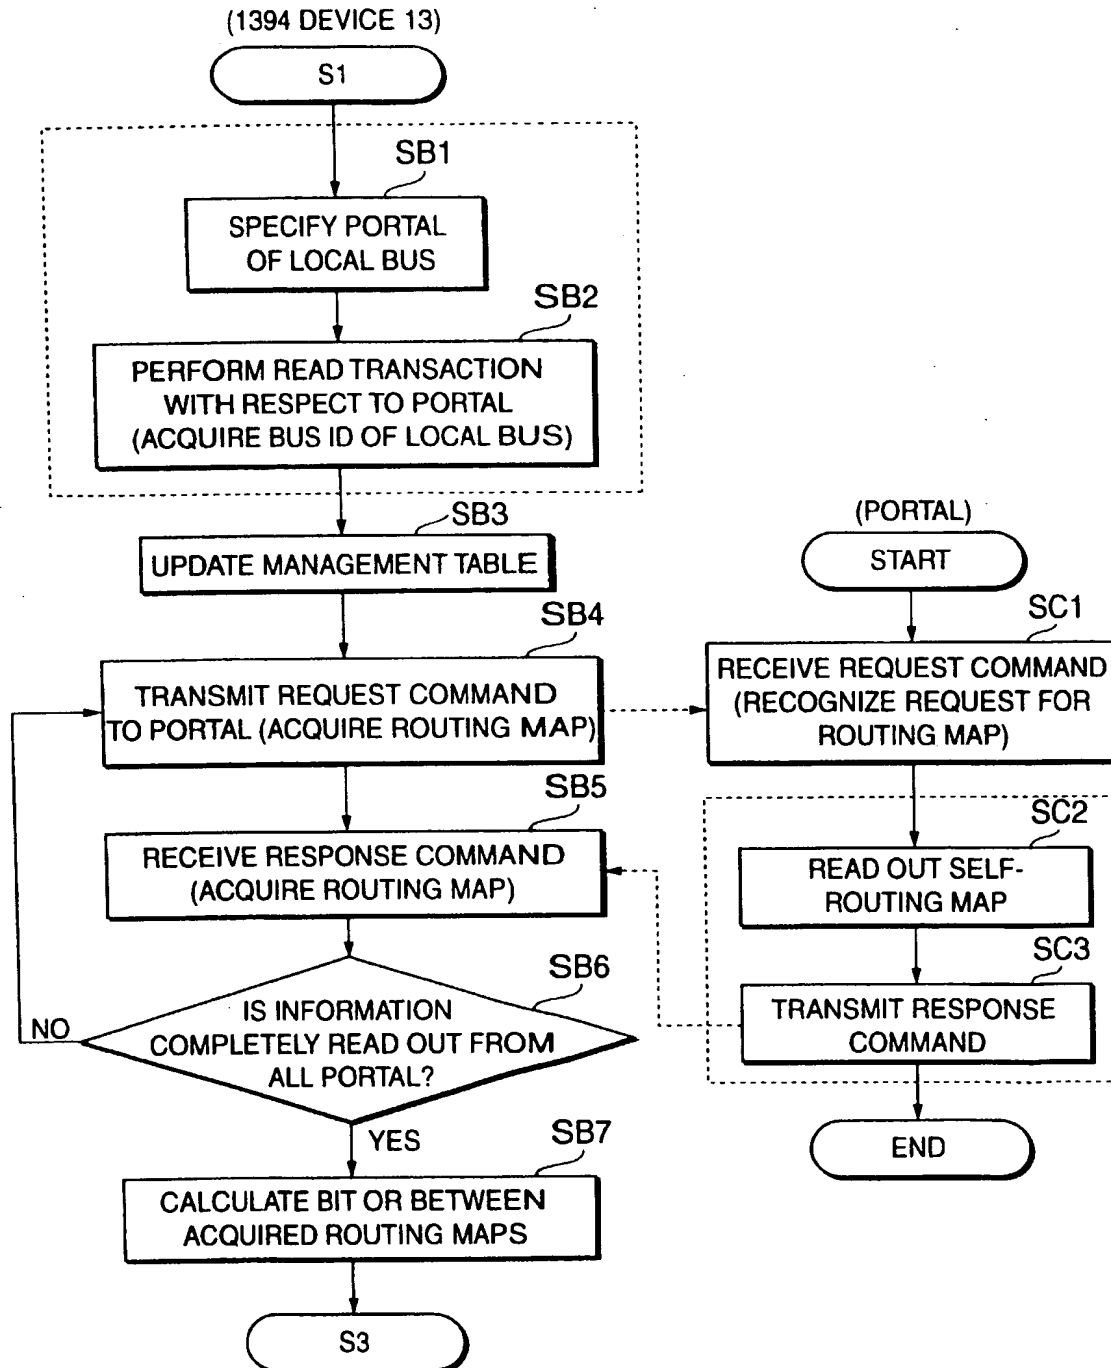 (1394 DEVICE 13)
S1
SB1
SPECIFY PORTAL
OF LOCAL BUS
SB2
PERFORM READ TRANSACTION
WITH RESPECT TO PORTAL
(ACQUIRE BUS ID OF LOCAL BUS)
SB3
UPDATE MANAGEMENT TABLE
SB4
TRANSMIT REQUEST COMMAND
TO PORTAL (ACQUIRE ROUTING MAP)
SB5
RECEIVE RESPONSE COMMAND
(ACQUIRE ROUTING MAP)
SB6
IS INFORMATION
COMPLETELY READ OUT FROM
ALL PORTAL?
NO
YES
SB7
CALCULATE BIT OR BETWEEN
ACQUIRED ROUTING MAPS
S3
(PORTAL)
START
SC1
RECEIVE REQUEST COMMAND
(RECOGNIZE REQUEST FOR
ROUTING MAP)
SC2
READ OUT SELF-
ROUTING MAP
SC3
TRANSMIT RESPONSE
COMMAND
END